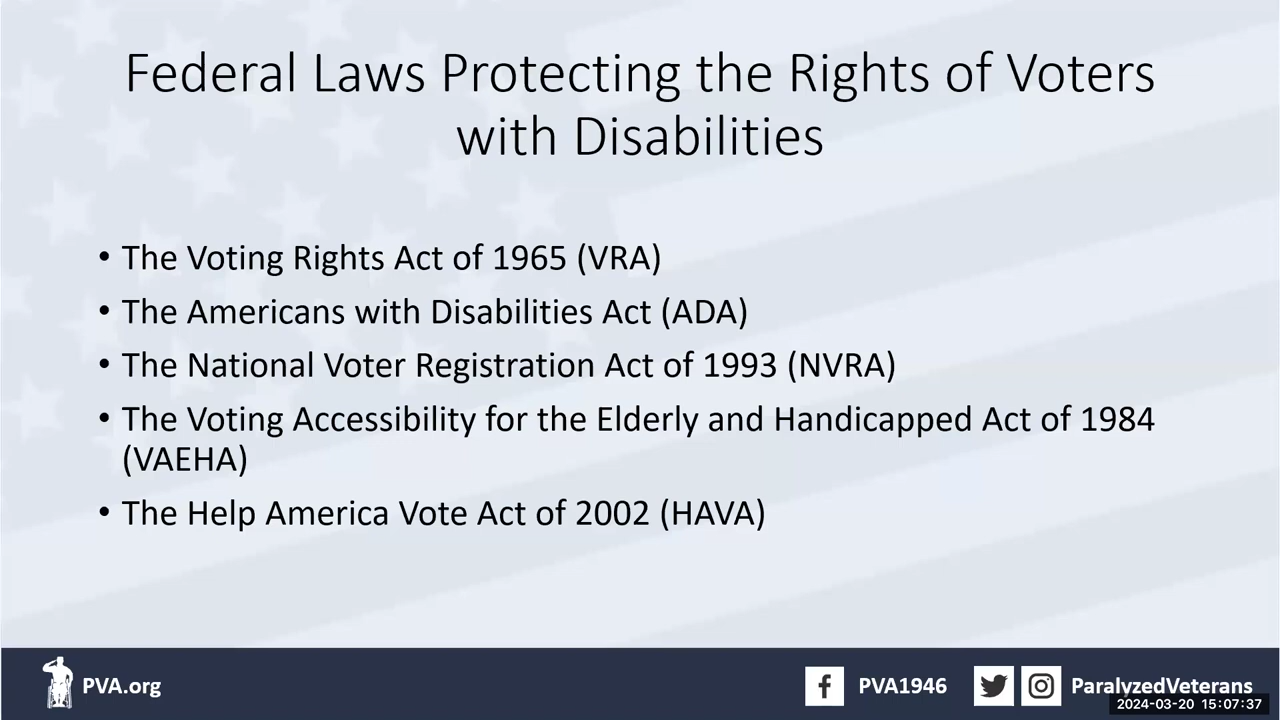 Federal Laws Protecting the Rights of Voters
with Disabilities
• The Voting Rights Act of 1965 (VRA)
• The Americans with Disabilities Act (ADA)
• The National Voter Registration Act of 1993 (NVRA)
• The Voting Accessibility for the Elderly and Handicapped Act of 1984
(VAEHA)
• The Help America Vote Act of 2002 (HAVA)
PVA.org
PVA1946
ParalyzedVeterans
2024-03-20 15:07:37